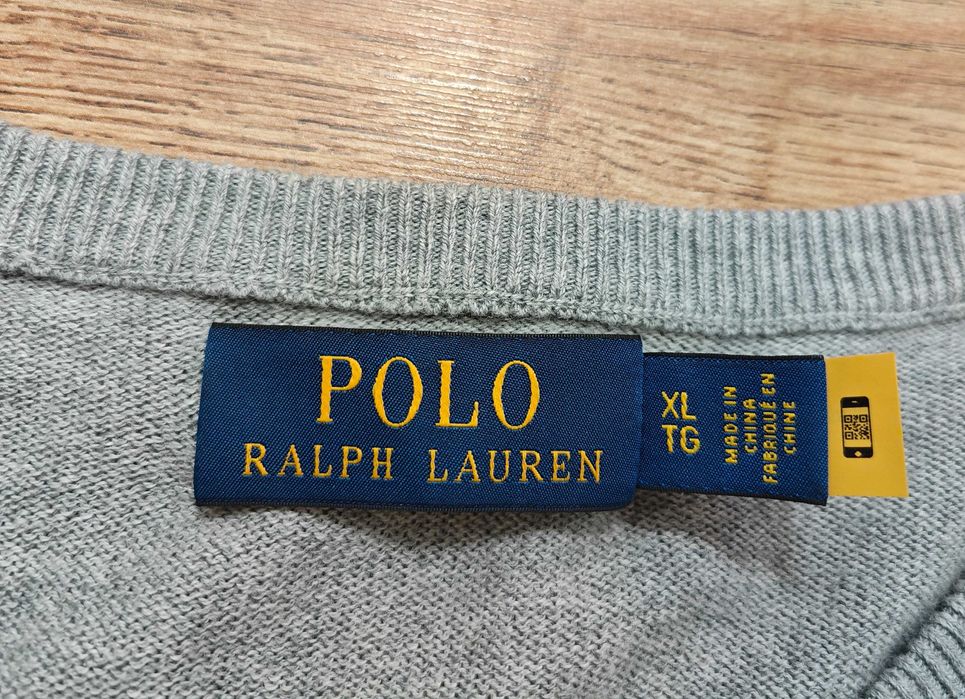 POLO
RALPH LAUREN
XL
TG
MADE IN
CHINA
FABRIQUÉ EN
CHINE